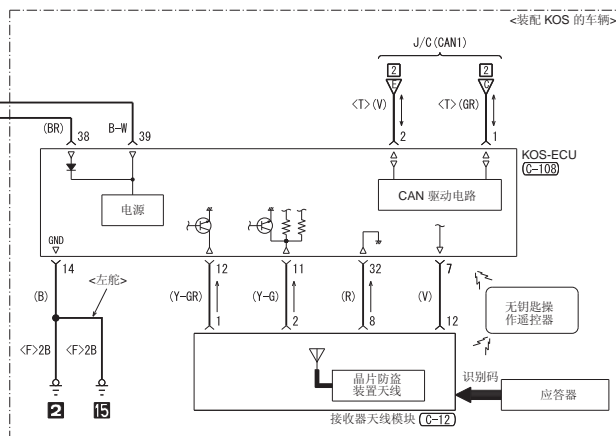 <装配 KOS 的车辆>
J/C(CAN1)
2
2
E
C
<T>(V)
<T>(GR)
(BR)
38
B-W
39
2
1
KOS-ECU
C-108
电源
CAN 驱动电路
GND
14
12
11
32
7
<左舵>
(B)
(Y-GR)
(Y-G)
(R)
(V)
无钥匙操
作遥控器
1
2
8
12
<F>2B
<F>2B
晶片防盗
装置天线
识别码
应答器
2
15
接收器天线模块
C-12